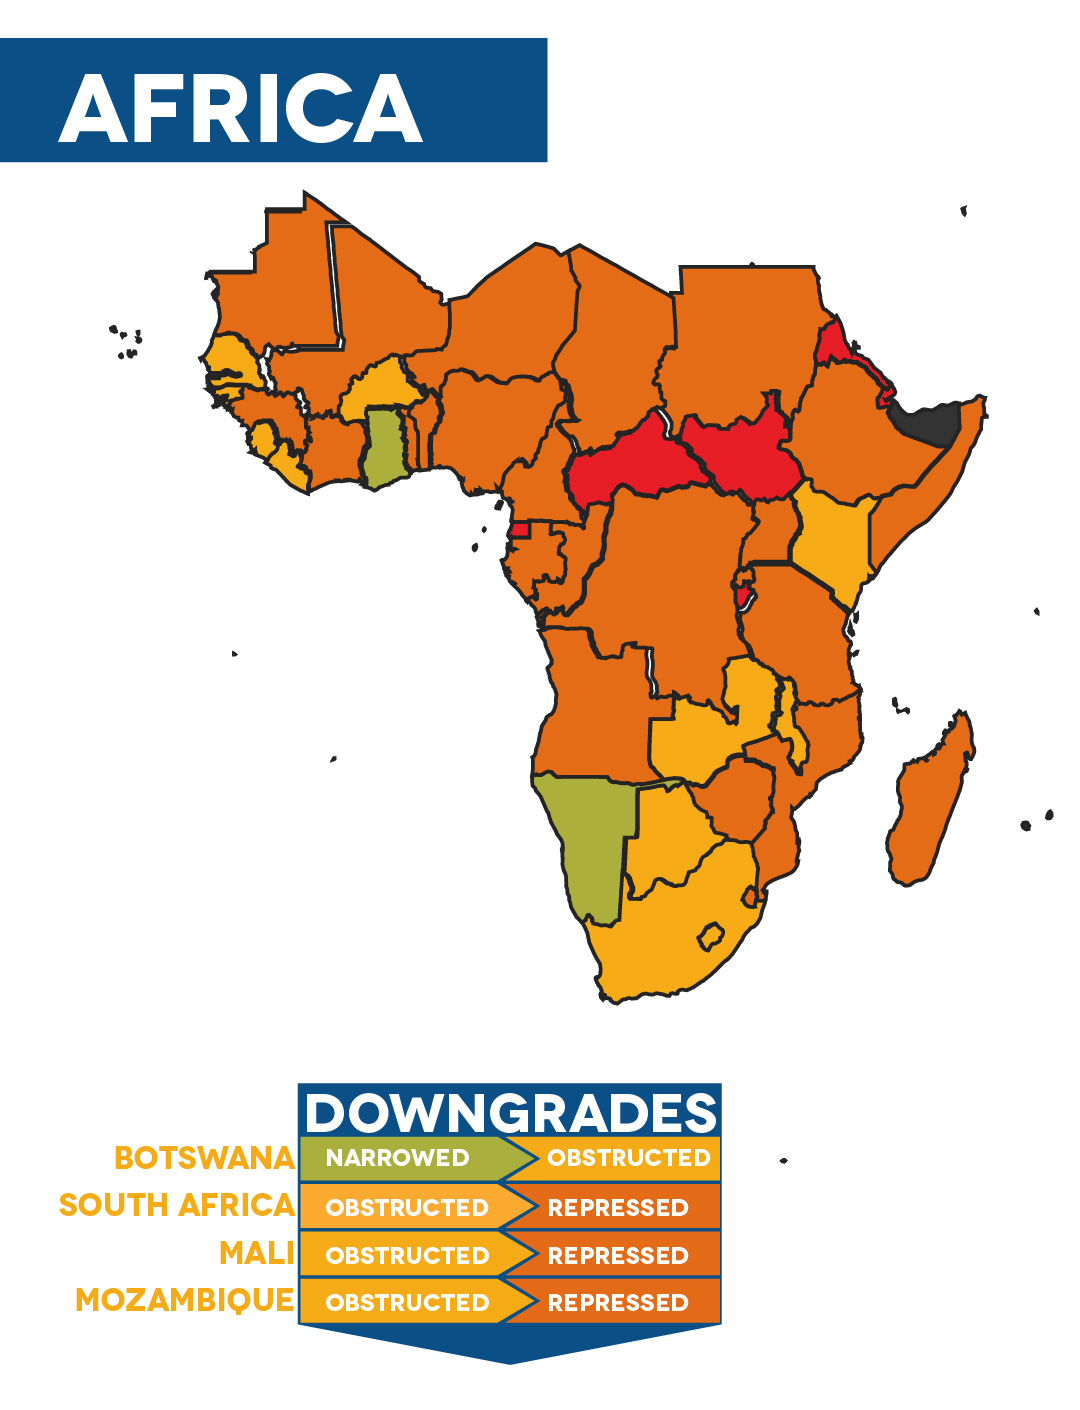 AFRICA
DOWNGRADES
BOTSWANA NARROWED OBSTRUCTED
SOUTH AFRICA OBSTRUCTED REPRESSED
MALI OBSTRUCTED REPRESSED
MOZAMBIQUE OBSTRUCTED REPRESSED